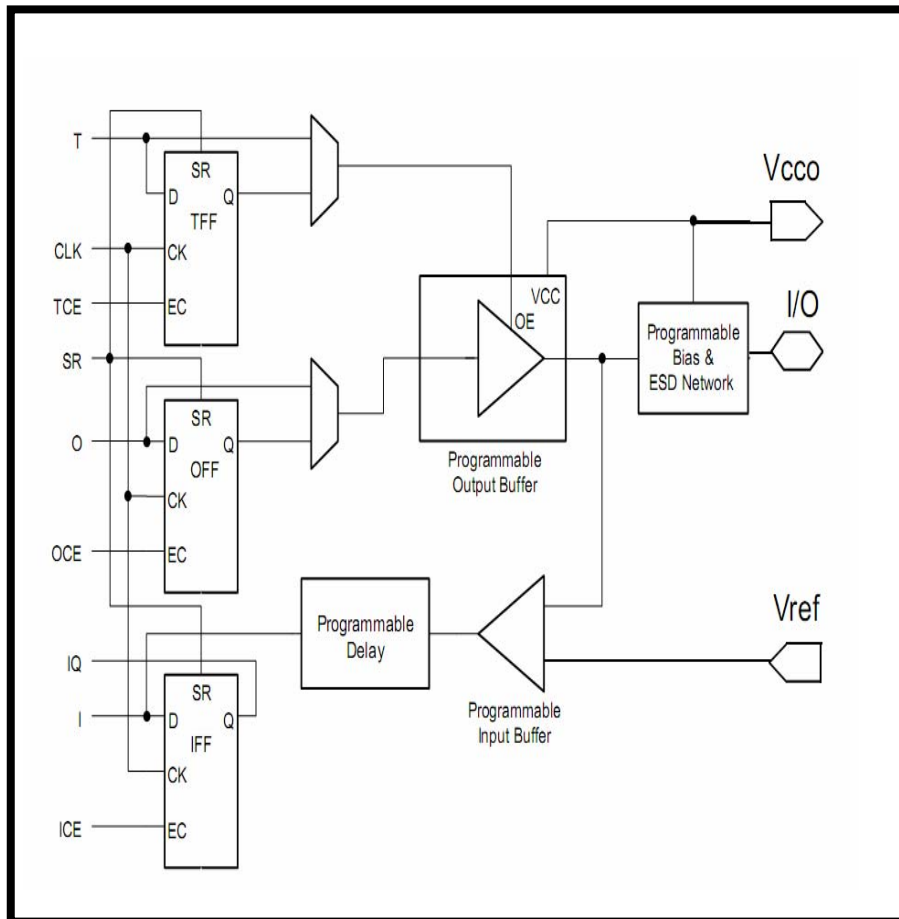 T
SR
D
Q
TFF
CLK
CK
TCE
EC
SR
SR
O
D
Q
OFF
CK
OCE
EC
VCC
OE
Programmable
Output Buffer
Vcco
I/O
Programmable
Bias &
ESD Network
Programmable
Delay
Programmable
Input Buffer
Vref
IQ
SR
I
D
Q
IFF
CK
ICE
EC